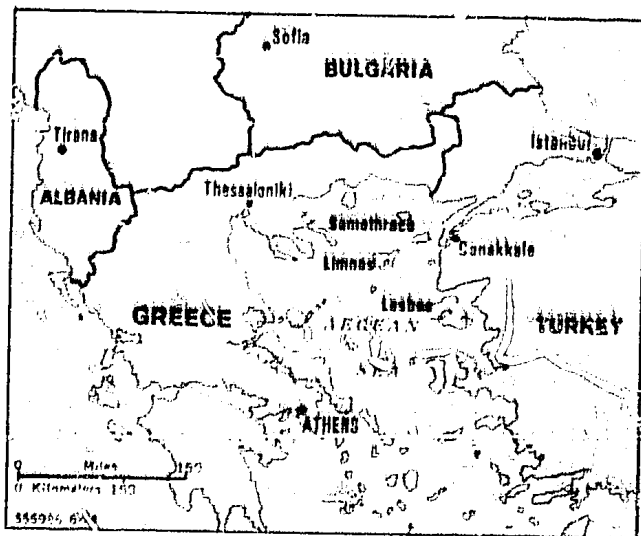 Sofia
BULGARIA
Tirana
Istanbul
ALBANIA
Thessaloniki
Samothrace
Canakkale
Limnos
Lesbos
GREECE
AEGEAN
TURKEY
SEA
ATHENS
0 Miles 150
0 Kilometers 150